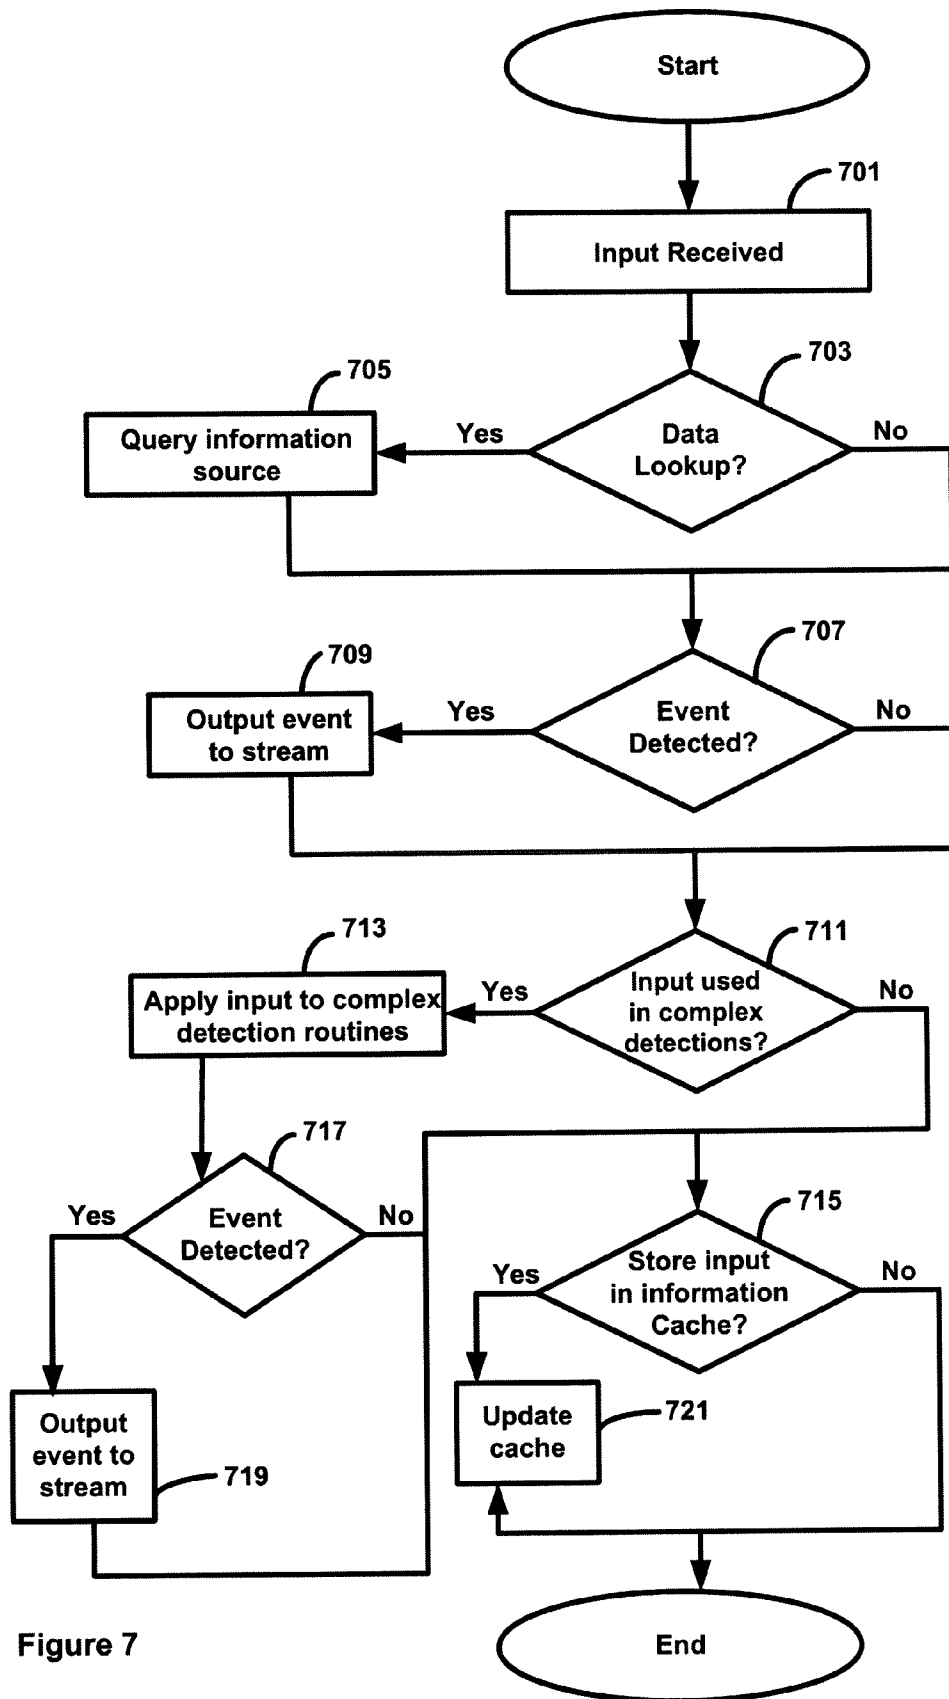 Start
701
Input Received
703
705
Query information
source
Yes
Data
Lookup?
No
707
709
Output event
to stream
Yes
Event
Detected?
No
711
713
Apply input to complex
detection routines
Yes
Input used
in complex
detections?
No
717
Yes
Event
Detected?
No
715
Yes
Store input
in information
Cache?
No
Output
event to
stream
719
Update
cache
721
End
Figure 7